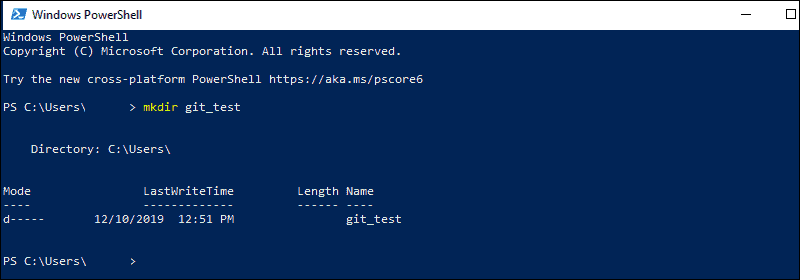 Windows PowerShell
Windows PowerShell
Copyright (C) Microsoft Corporation. All rights reserved.
Try the new cross-platform PowerShell https://aka.ms/pscore6
PS C:\Users\ > mkdir git_test
Directory: C:\Users\
Mode LastWriteTime Length Name
---- ------------- ------ ----
d----- 12/10/2019 12:51 PM git_test
PS C:\Users\ >